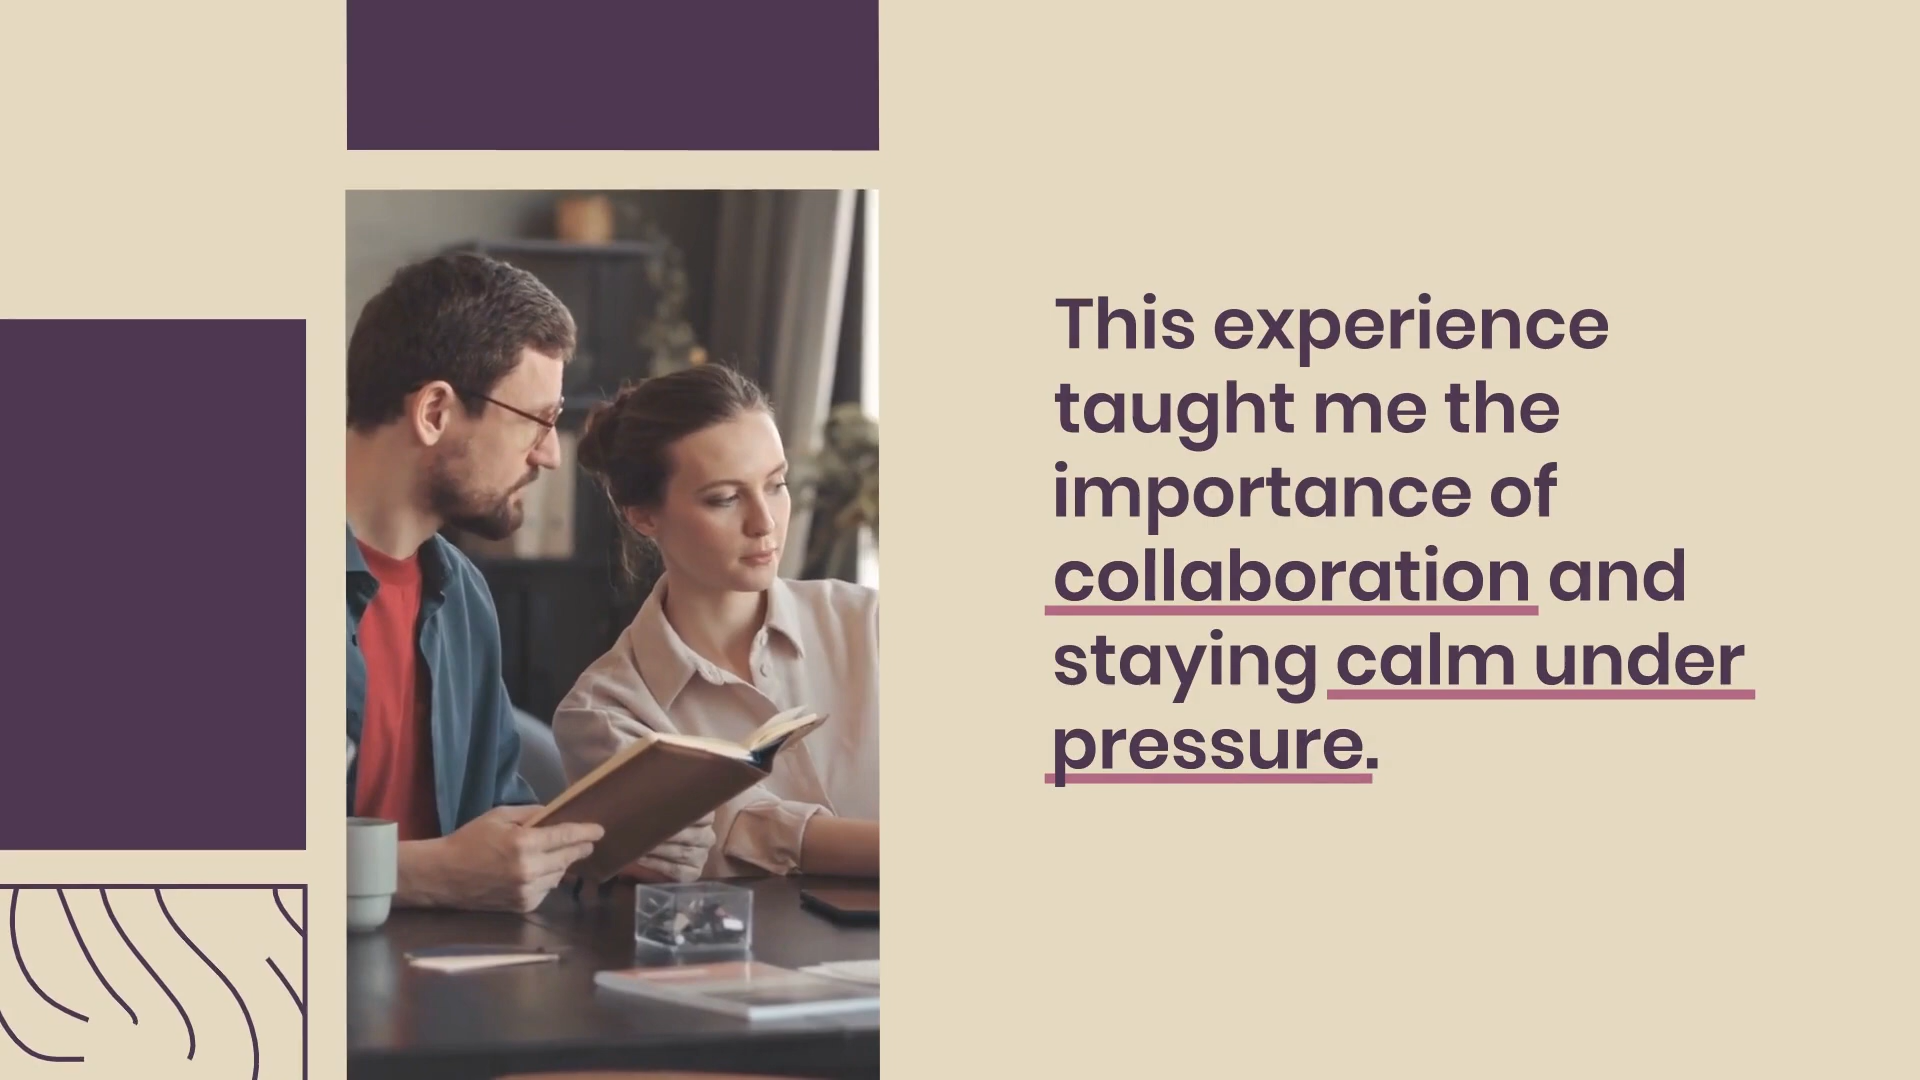 This experience
taught me the
importance of
collaboration and
staying calm under
pressure.